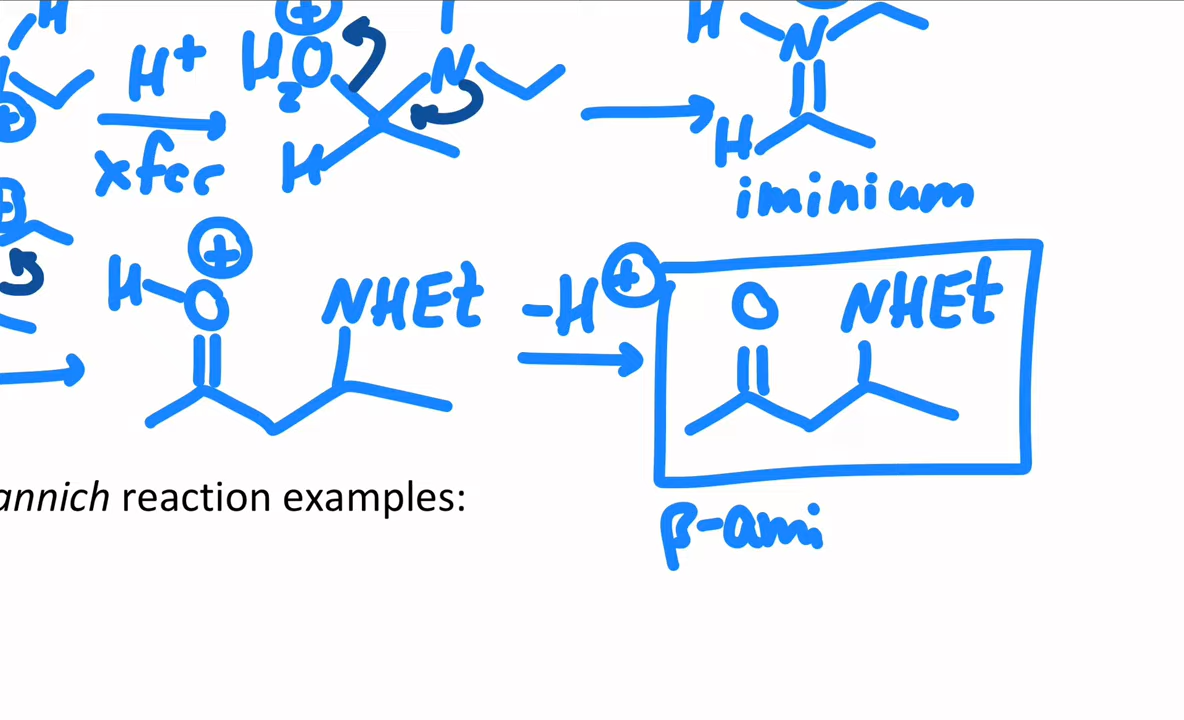 H
H⁺
xfer
⊕
H₂O
N
H
H
N
H
iminium
⊕
H
O
NHEt
-H⊕
O
NHEt
annich reaction examples:
β-ami